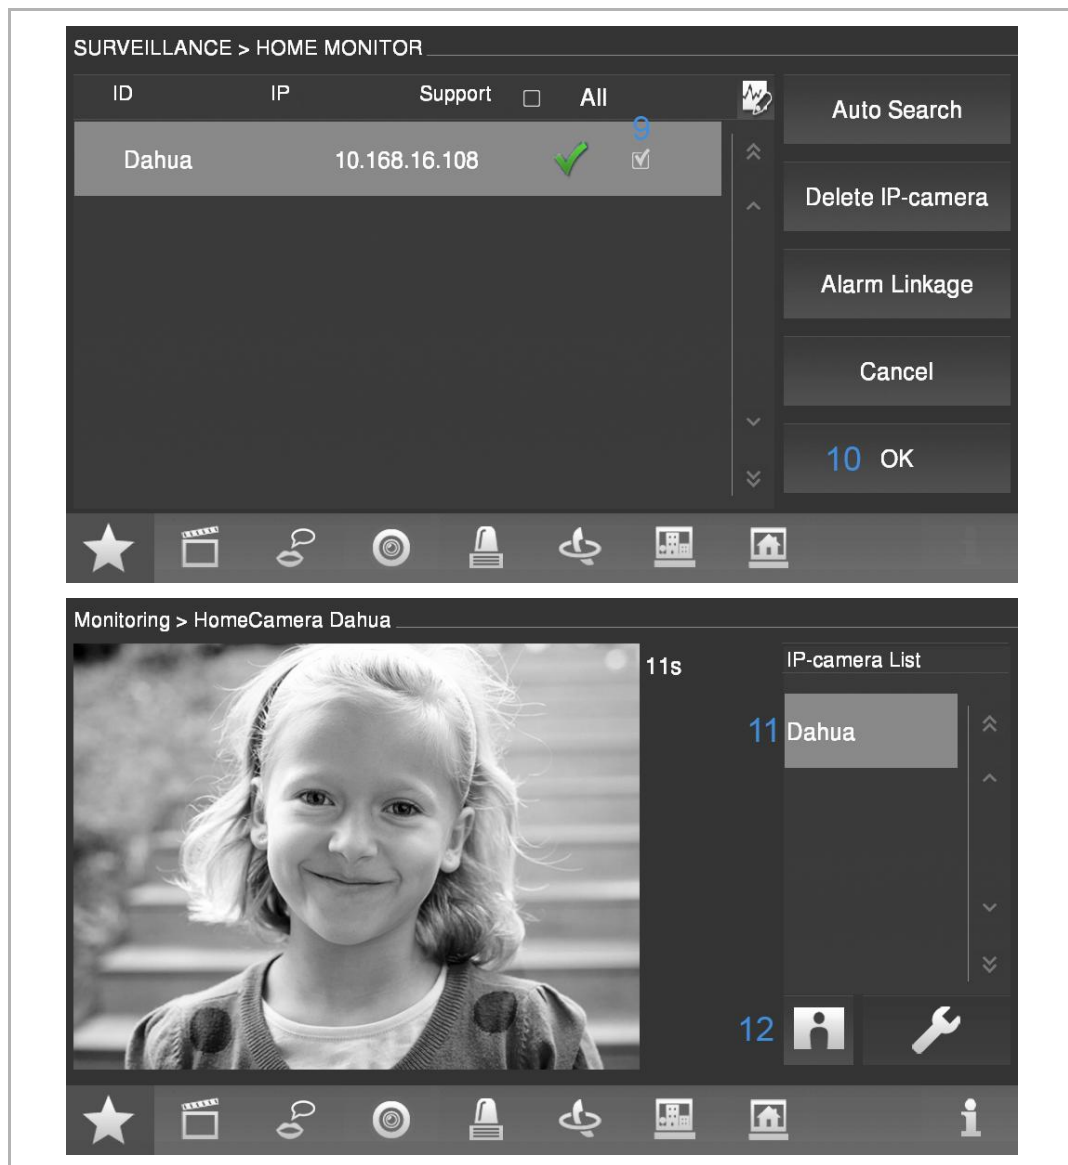 SURVEILLANCE > HOME MONITOR
ID IP Support All
Auto Search
9
Dahua 10.168.16.108
Delete IP-camera
Alarm Linkage
Cancel
10 OK
Monitoring > HomeCamera Dahua
11s
IP-camera List
11 Dahua
12